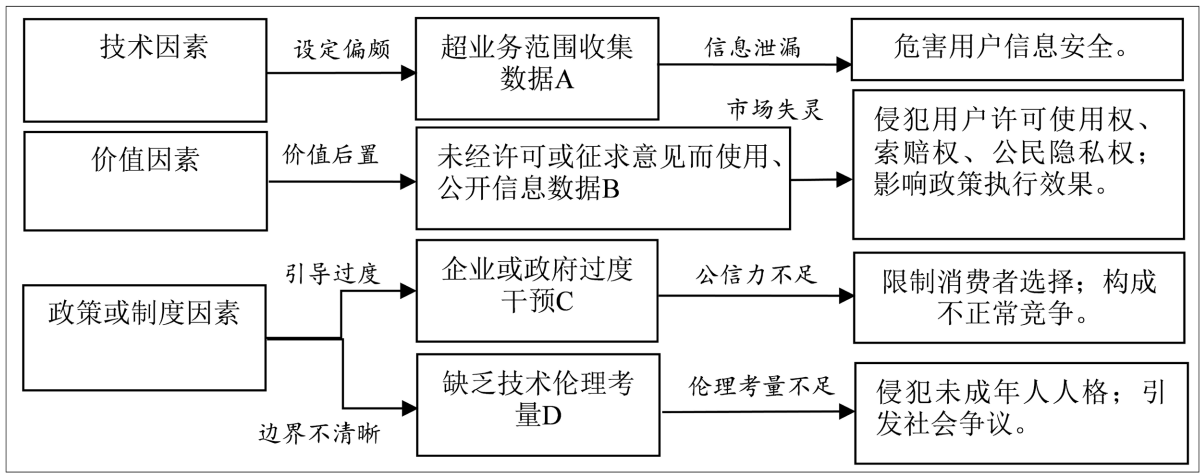 技术因素
设定偏颇
超业务范围收集
数据A
信息泄漏
危害用户信息安全。
价值因素
价值后置
未经许可或征求意见而使用、
公开信息数据B
市场失灵
侵犯用户许可使用权、
索赔权、公民隐私权；
影响政策执行效果。
政策或制度因素
引导过度
企业或政府过度
干预C
公信力不足
限制消费者选择；构成
不正常竞争。
边界不清晰
缺乏技术伦理考
量D
伦理考量不足
侵犯未成年人人格；引
发社会争议。